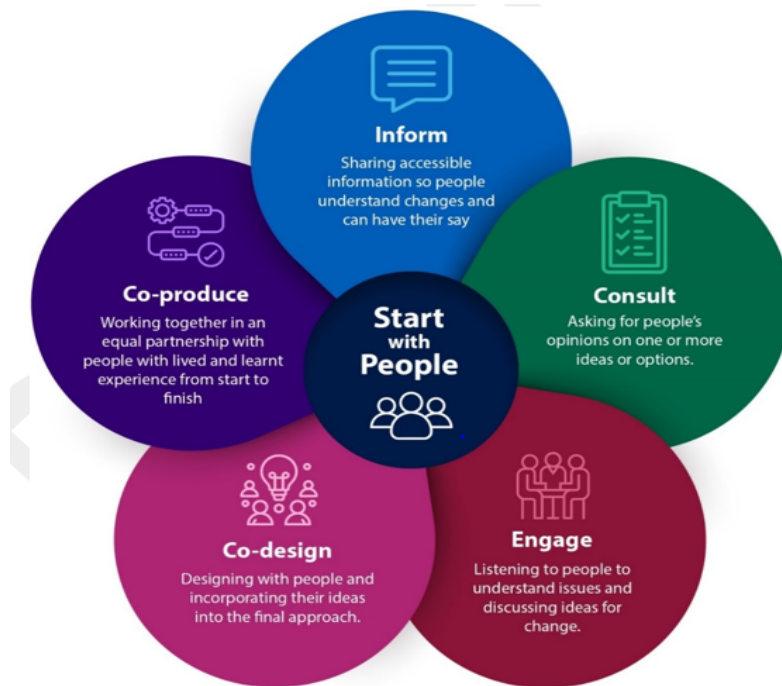 Inform
Sharing accessible
information so people
understand changes and
can have their say
Consult
Asking for people's
opinions on one or more
ideas or options.
Engage
Listening to people to
understand issues and
discussing ideas for
change.
Co-design
Designing with people and
incorporating their ideas
into the final approach.
Co-produce
Working together in an
equal partnership with
people with lived and learnt
experience from start to
finish
Start
with
People